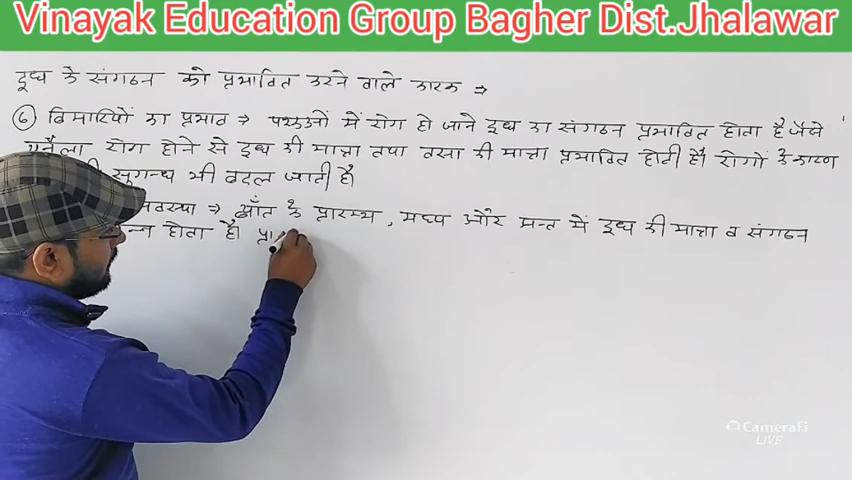 Vinayak Education Group Bagher Dist.Jhalawar
दूध के संगठन को प्रभावित करने वाले कारक ⇒
⑥ बिमारियों का प्रभाव ⇒ पशुओं में रोग हो जाने दूध का संगठन प्रभावित होता है जैसे
थनैला रोग होने से दूध की मात्रा तथा वसा की मात्रा प्रभावित होती है। रोगों के कारण
की सुगन्ध भी बदल जाती है।
अवस्था ⇒ ब्याँत के प्रारम्भ, मध्य और अन्त में दूध की मात्रा व संगठन
होता है। प्रा
CameraFi
LIVE